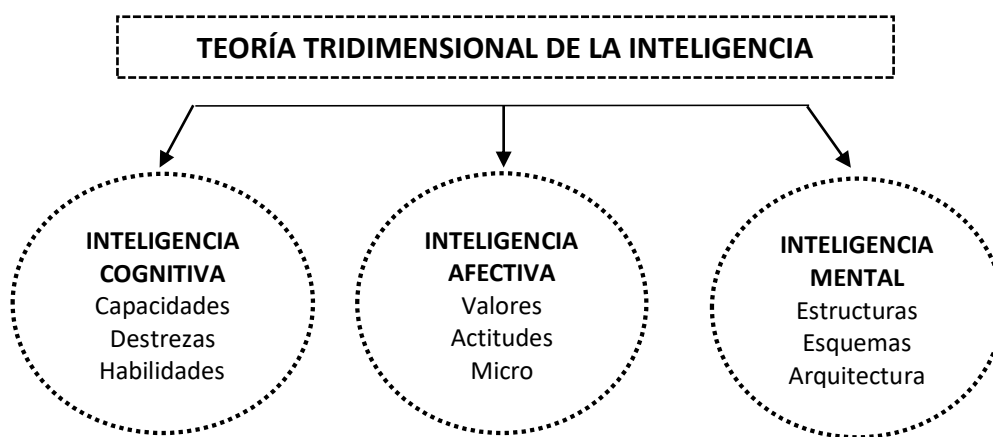 TEORÍA TRIDIMENSIONAL DE LA INTELIGENCIA
INTELIGENCIA
COGNITIVA
Capacidades
Destrezas
Habilidades
INTELIGENCIA
AFECTIVA
Valores
Actitudes
Micro
INTELIGENCIA
MENTAL
Estructuras
Esquemas
Arquitectura